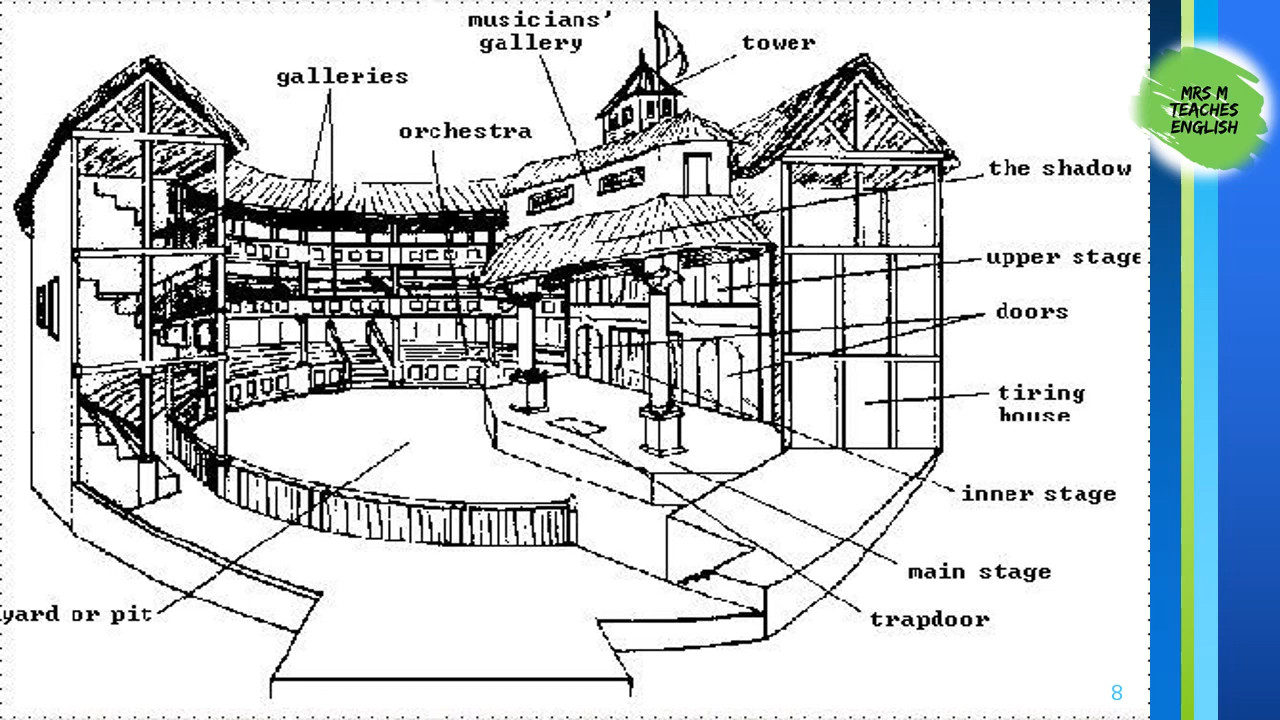 musicians'
gallery
tower
galleries
orchestra
the shadow
upper stage
doors
tiring
house
inner stage
main stage
trapdoor
yard or pit
MRS M
TEACHES
ENGLISH
8